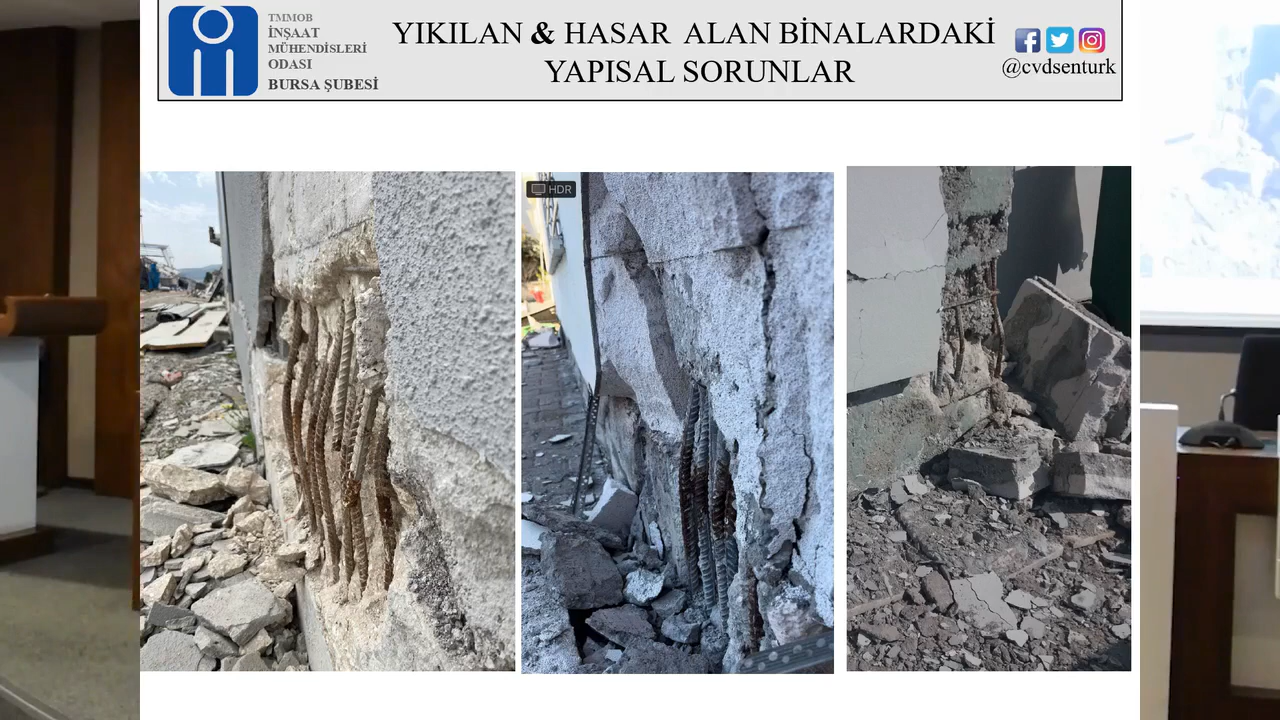 TMMOB
İNŞAAT
MÜHENDİSLERİ
ODASI
BURSA ŞUBESİ
YIKILAN & HASAR ALAN BİNALARDAKİ
YAPISAL SORUNLAR
@cvdsenturk
HDR